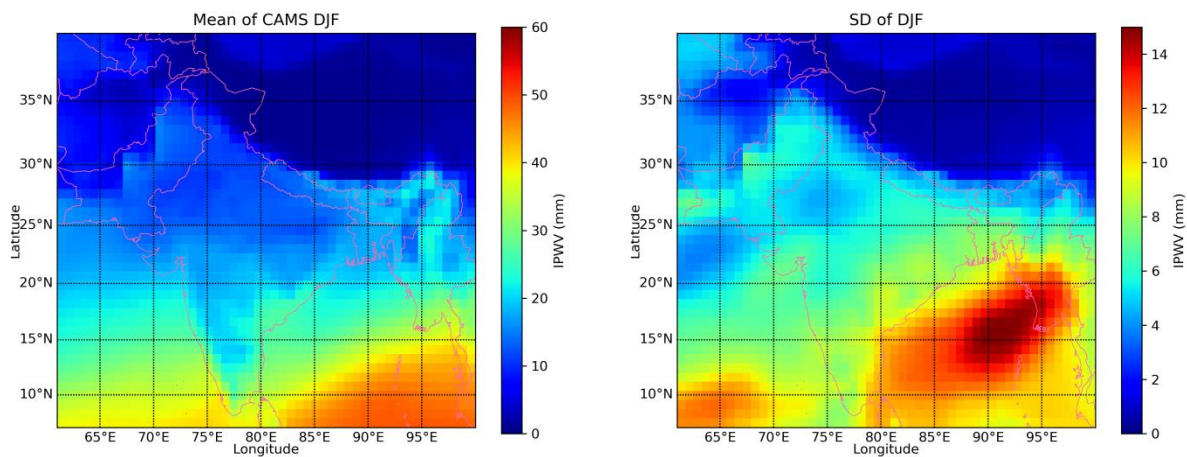 Mean of CAMS DJF
35°N
30°N
25°N
20°N
15°N
10°N
Latitude
65°E 70°E 75°E 80°E 85°E 90°E 95°E
Longitude
60
50
40
30
20
10
0
IPWV (mm)
SD of DJF
35°N
30°N
25°N
20°N
15°N
10°N
Latitude
65°E 70°E 75°E 80°E 85°E 90°E 95°E
Longitude
14
12
10
8
6
4
2
0
IPWV (mm)